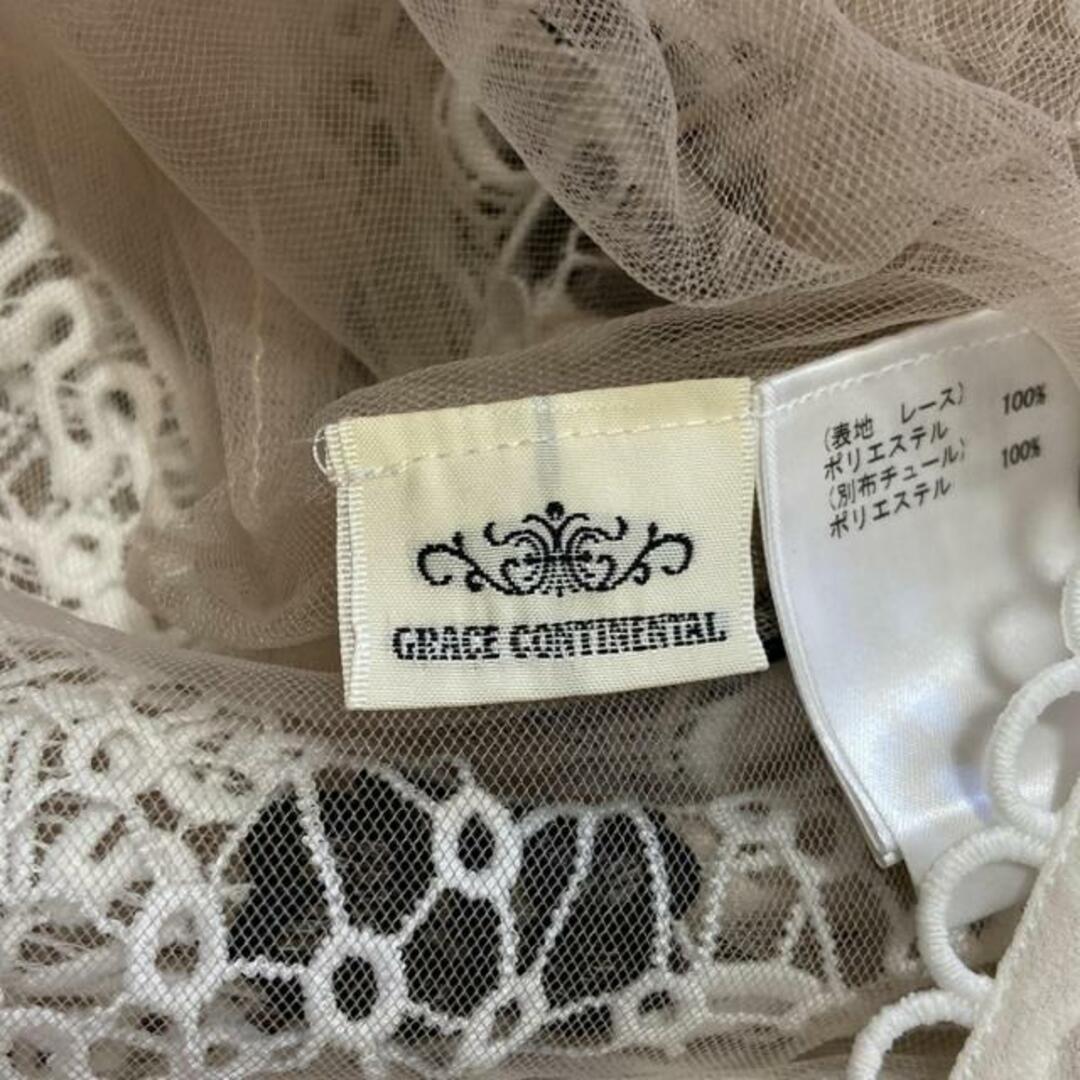 GRACE CONTINENTAL
(表地 レース)
ポリエステル 100%
(別布チュール)
ポリエステル 100%